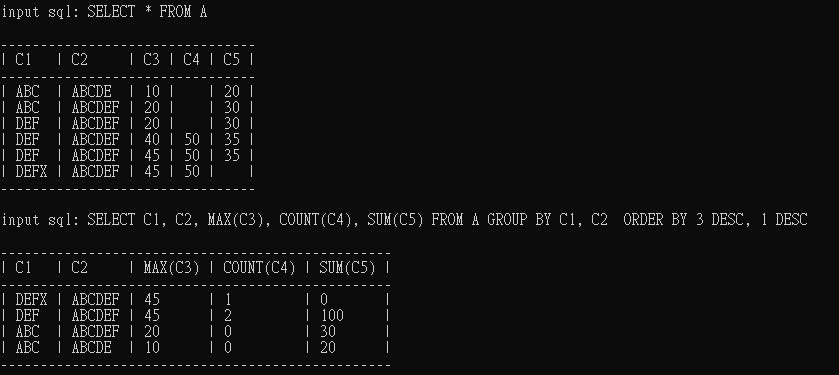 input sql: SELECT * FROM A
--------------------------------
| C1   | C2     | C3 | C4 | C5 |
--------------------------------
| ABC  | ABCDE  | 10 |    | 20 |
| ABC  | ABCDEF | 20 |    | 30 |
| DEF  | ABCDEF | 20 |    | 30 |
| DEF  | ABCDEF | 40 | 50 | 35 |
| DEF  | ABCDEF | 45 | 50 | 35 |
| DEFX | ABCDEF | 45 | 50 |    |
--------------------------------
input sql: SELECT C1, C2, MAX(C3), COUNT(C4), SUM(C5) FROM A GROUP BY C1, C2  ORDER BY 3 DESC, 1 DESC
-------------------------------------------------
| C1   | C2     | MAX(C3) | COUNT(C4) | SUM(C5) |
-------------------------------------------------
| DEFX | ABCDEF | 45      | 1         | 0       |
| DEF  | ABCDEF | 45      | 2         | 100     |
| ABC  | ABCDEF | 20      | 0         | 30      |
| ABC  | ABCDE  | 10      | 0         | 20      |
-------------------------------------------------